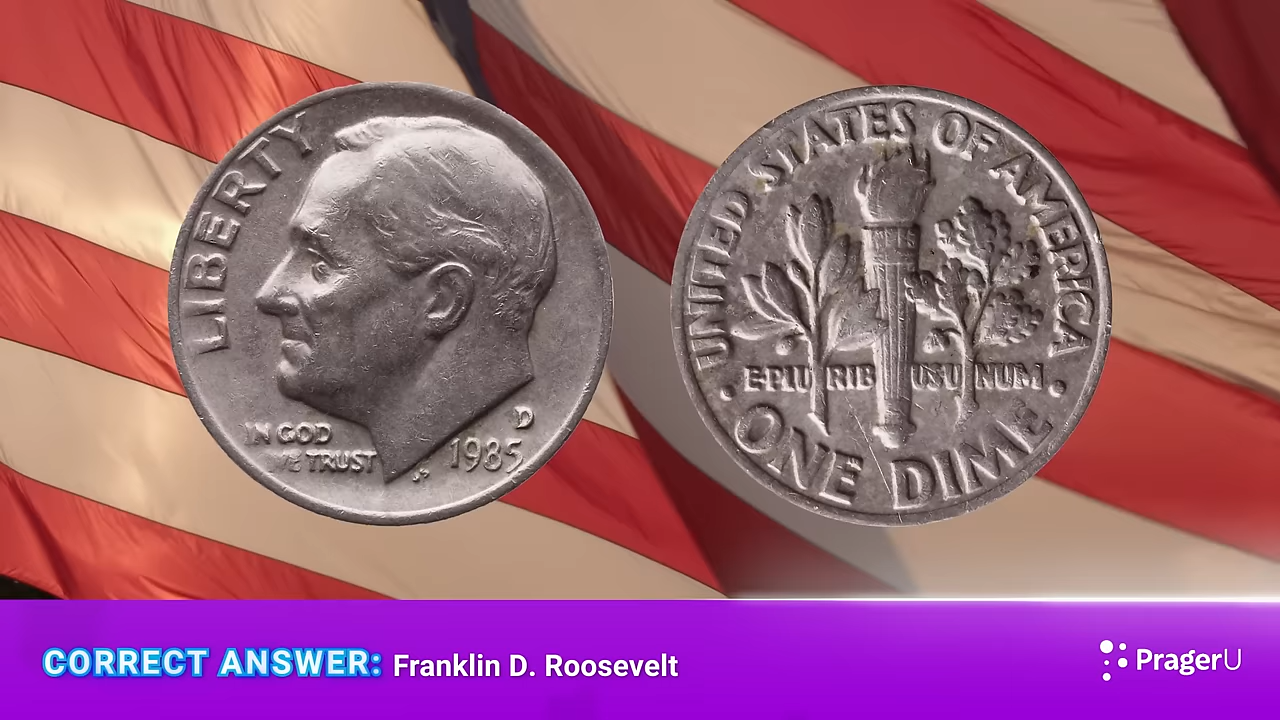 LIBERTY
IN GOD
WE TRUST
1985
D
JS
UNITED STATES OF AMERICA
E PLURIBUS UNUM
ONE DIME
CORRECT ANSWER: Franklin D. Roosevelt
PragerU